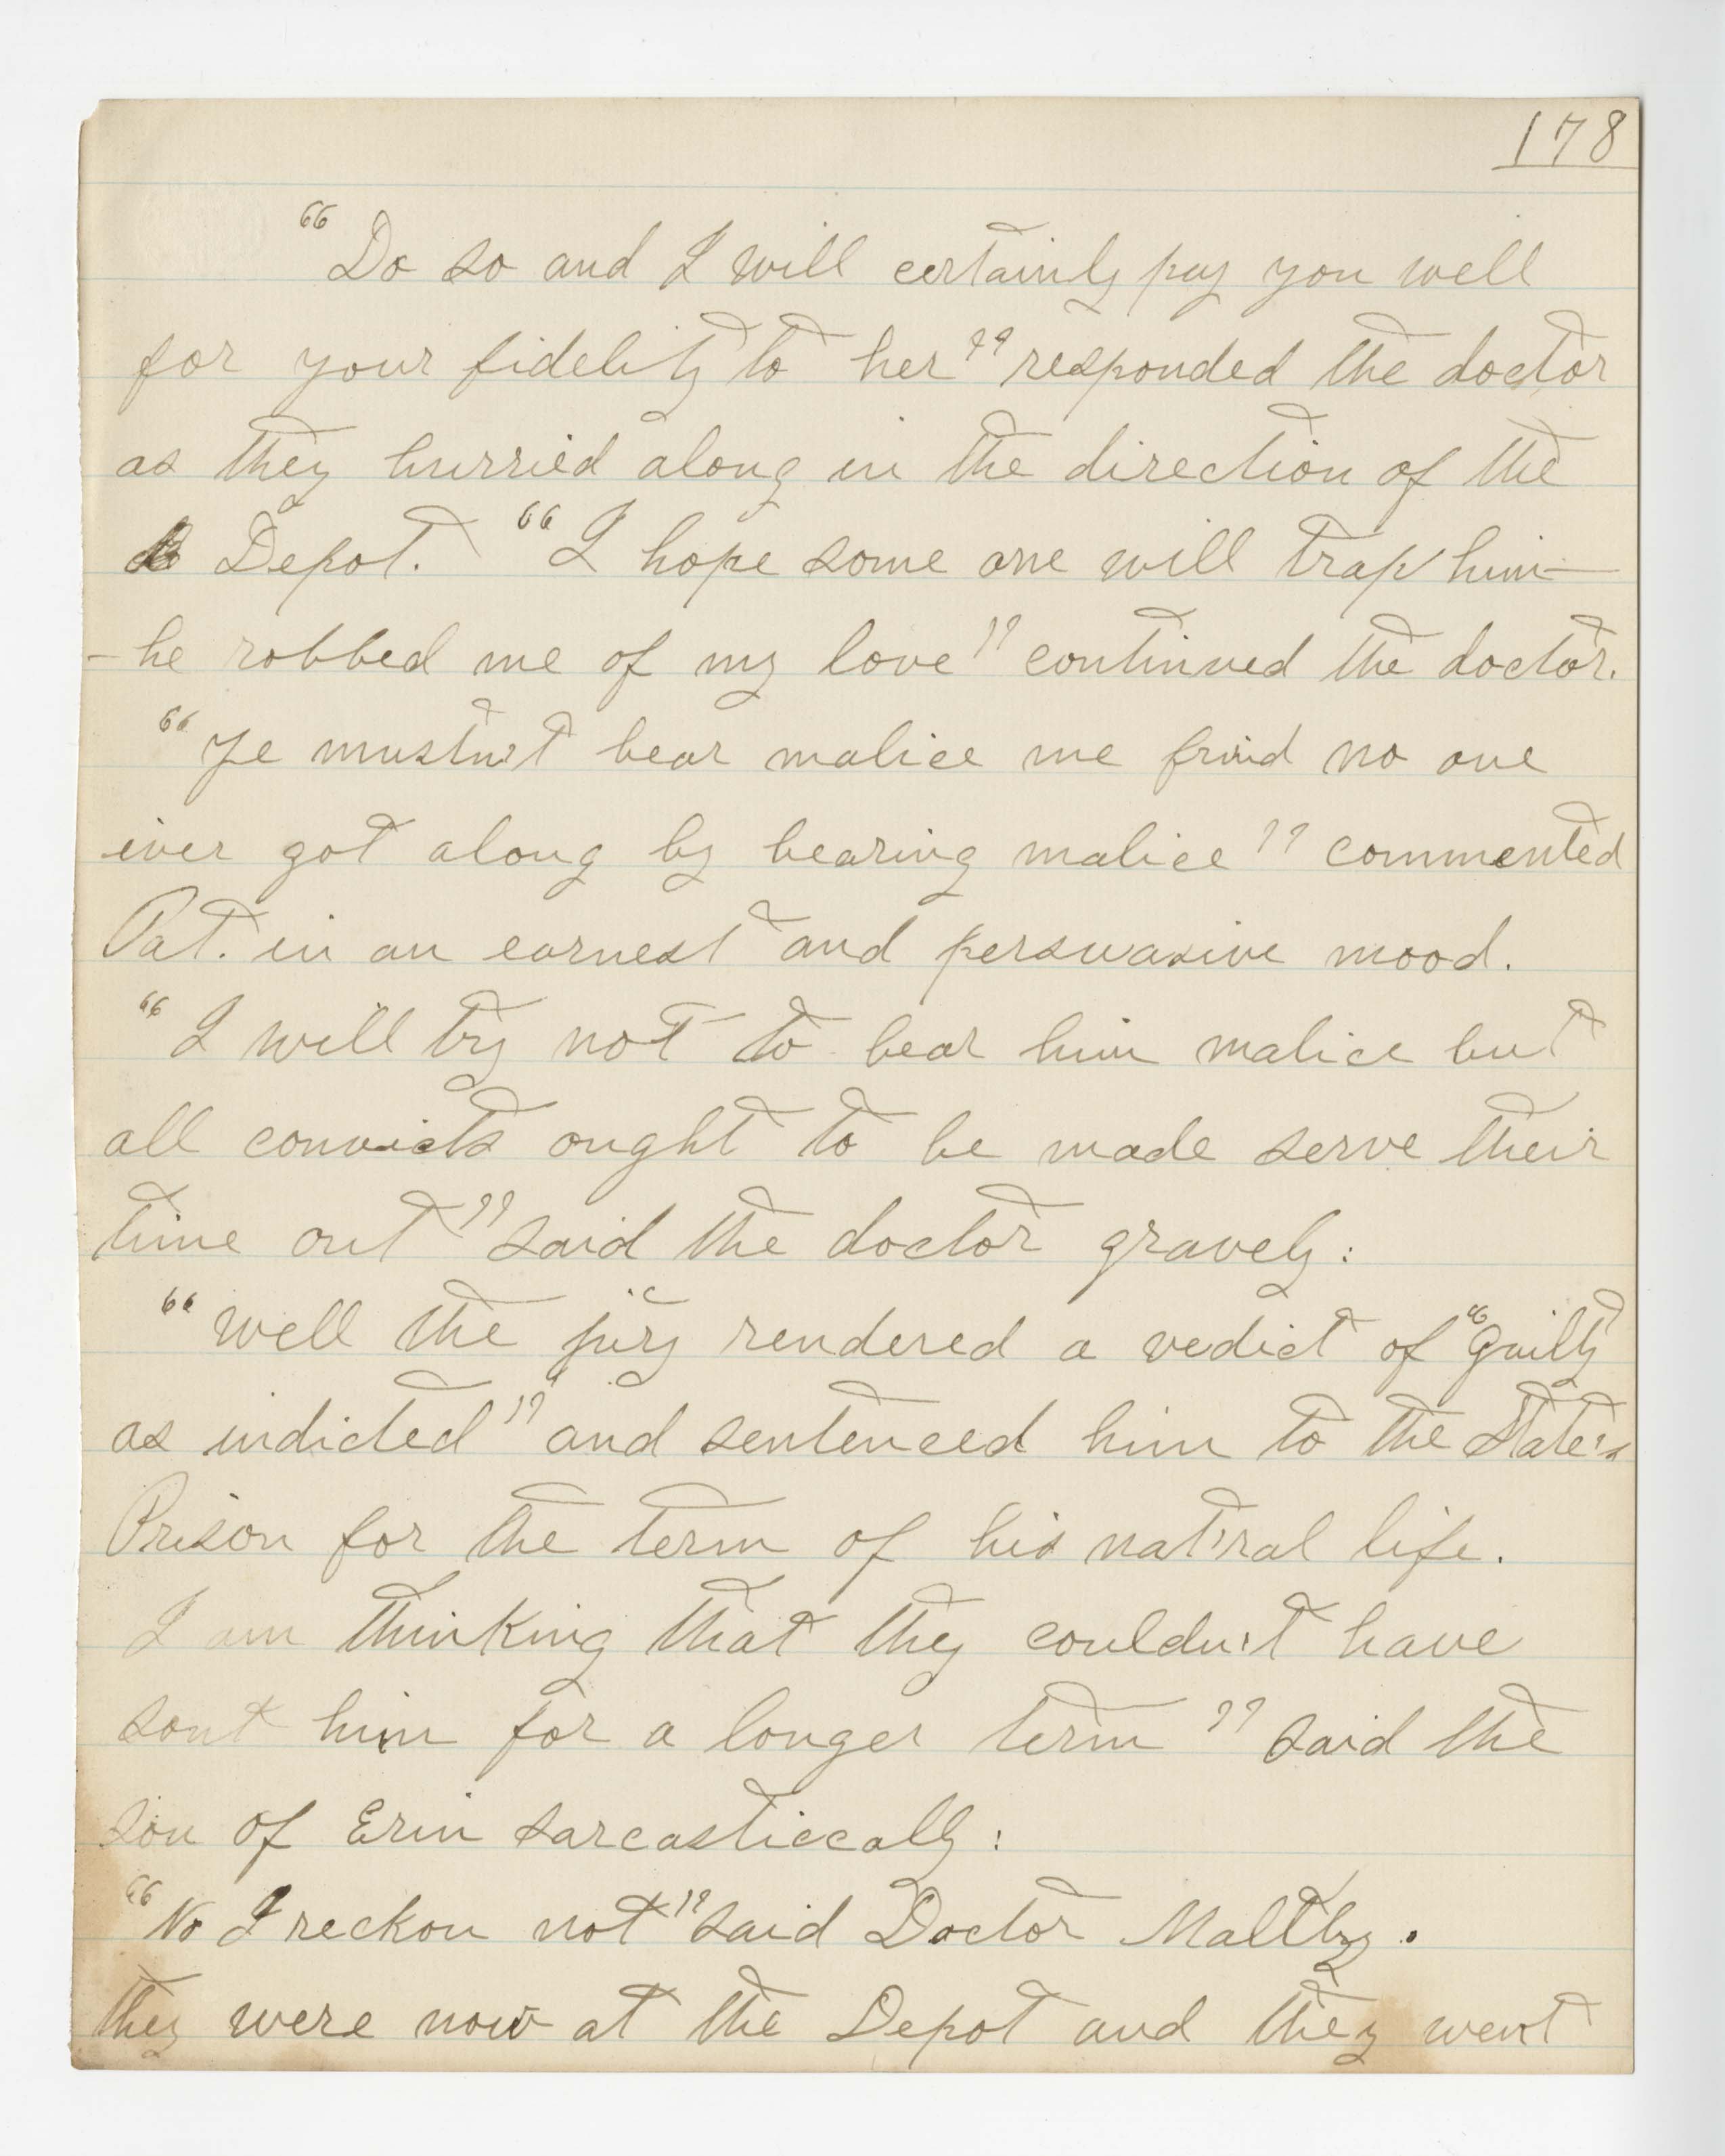 178
“Do so and I will certainly pay you well
for your fidelity to her” responded the doctor
as they hurried along in the direction of the
Depot. “I hope some one will trap him—
—he robbed me of my love” continued the doctor.
“Ye mustn't bear malice me frind no one
iver got along by bearing malice” commented
Pat. in an earnest and persuasive mood.
“I will try not to bear him malice but
all convicts ought to be made serve their
time out” said the doctor gravely:
“well the jury rendered a vedict of “guilty
as indicted” and sentenced him to the State's
Prison for the term of his nat'ral life.
I am thinking that they couldn't have
sont him for a longer term” said the
son of Erin sarcasticcally:
“No I reckon not” said Doctor Maltby.
they were now at the Depot and they went